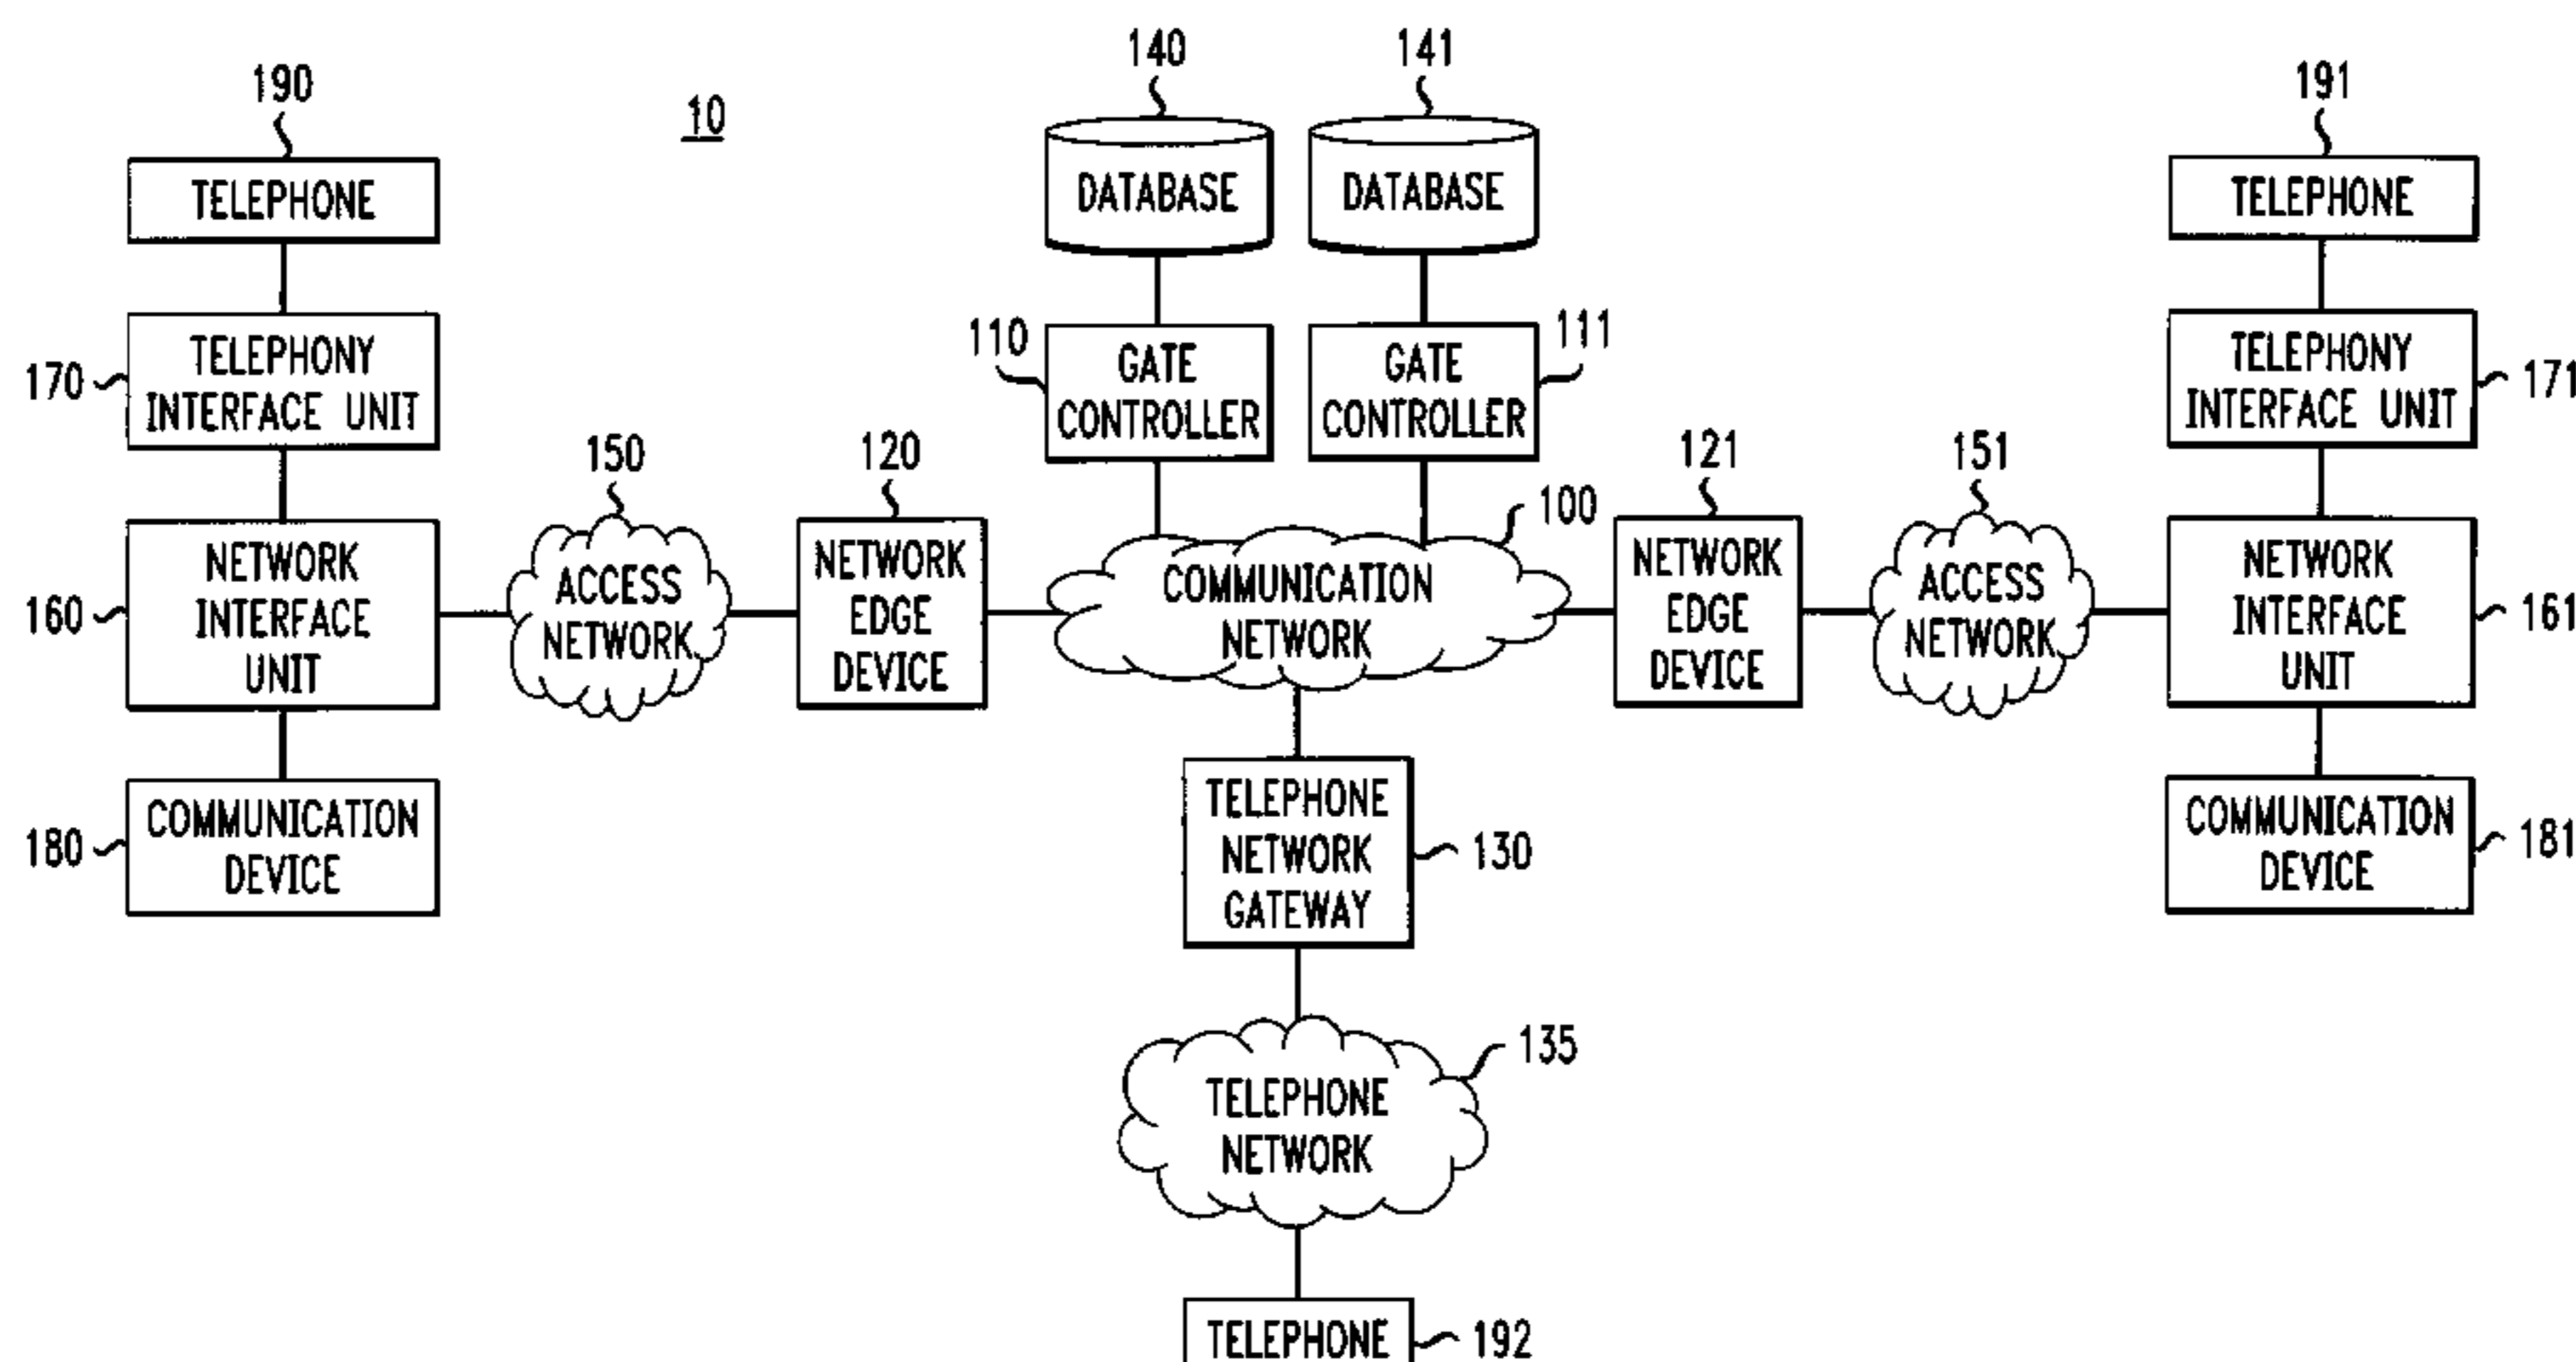 140
141
190
191
10
TELEPHONE
DATABASE
DATABASE
TELEPHONE
110
111
170
TELEPHONY
INTERFACE UNIT
GATE
CONTROLLER
GATE
CONTROLLER
TELEPHONY
INTERFACE UNIT
171
150
120
121
151
100
160
NETWORK
INTERFACE
UNIT
ACCESS
NETWORK
NETWORK
EDGE
DEVICE
COMMUNICATION
NETWORK
NETWORK
EDGE
DEVICE
ACCESS
NETWORK
NETWORK
INTERFACE
UNIT
161
180
COMMUNICATION
DEVICE
TELEPHONE
NETWORK
GATEWAY
130
COMMUNICATION
DEVICE
181
135
TELEPHONE
NETWORK
TELEPHONE
192